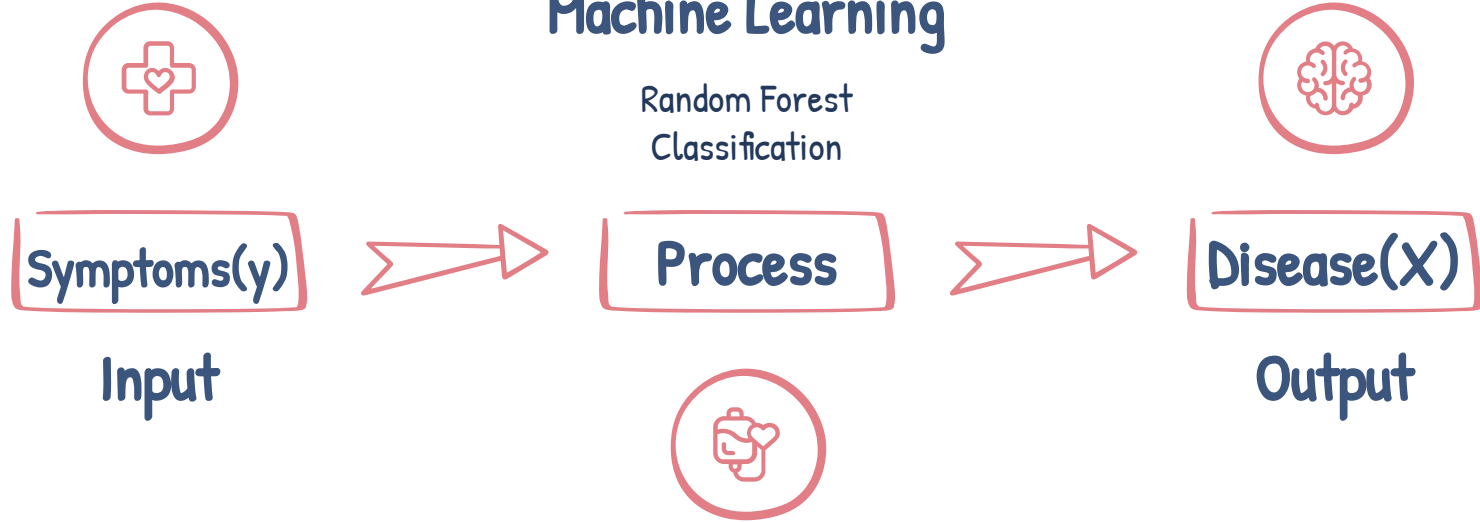 Machine Learning
Random Forest
Classification
Symptoms(y)
Process
Disease(X)
Input
Output